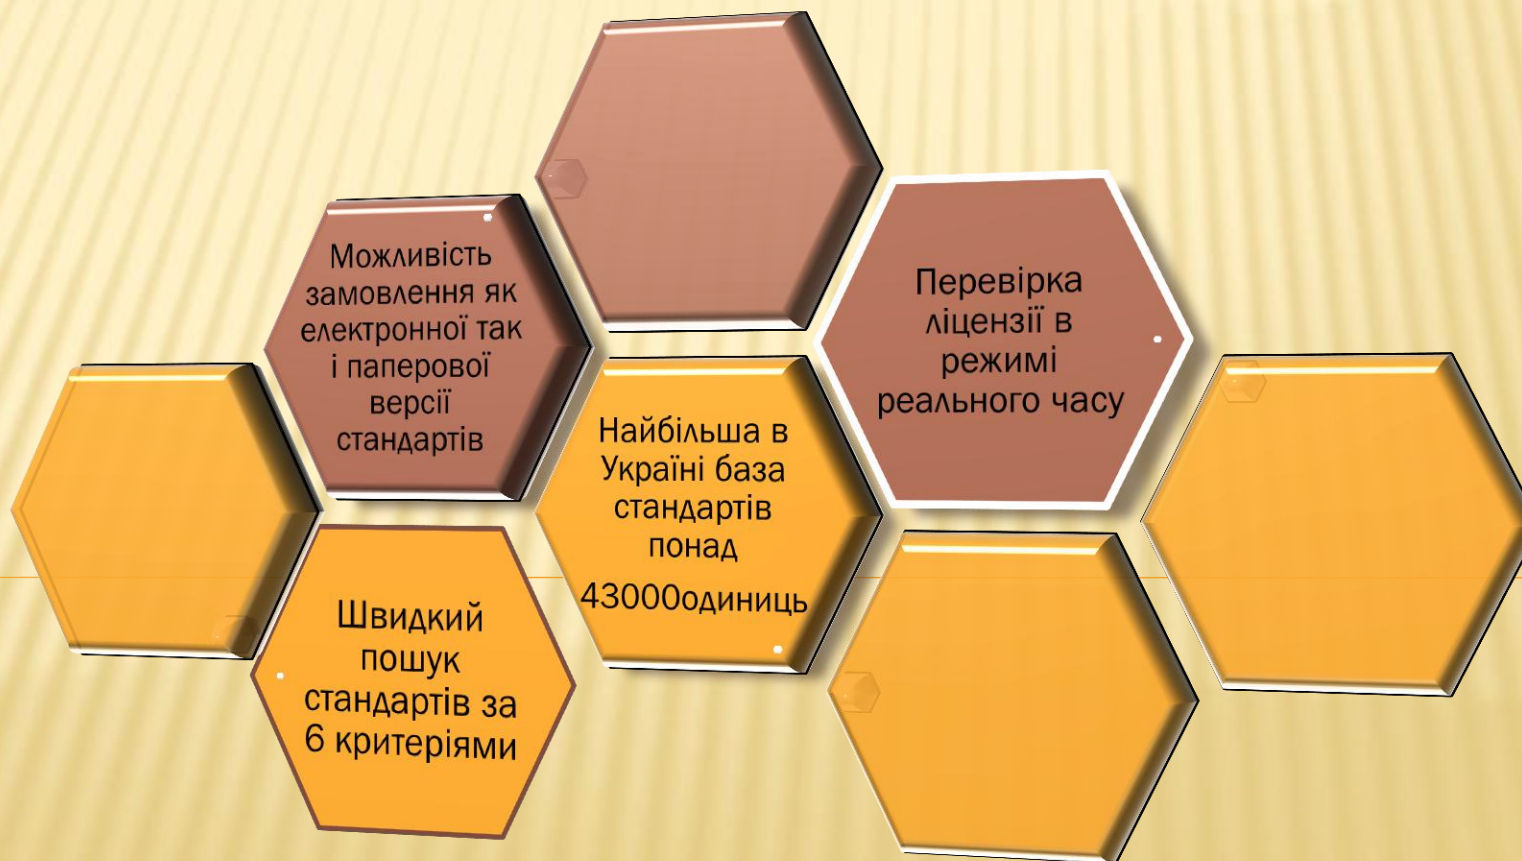 Можливість
замовлення як
електронної так
і паперової
версії
стандартів
Перевірка
ліцензії в
режимі
реального часу
Найбільша в
Україні база
стандартів
понад
43000одиниць
Швидкий
пошук
стандартів за
6 критеріями